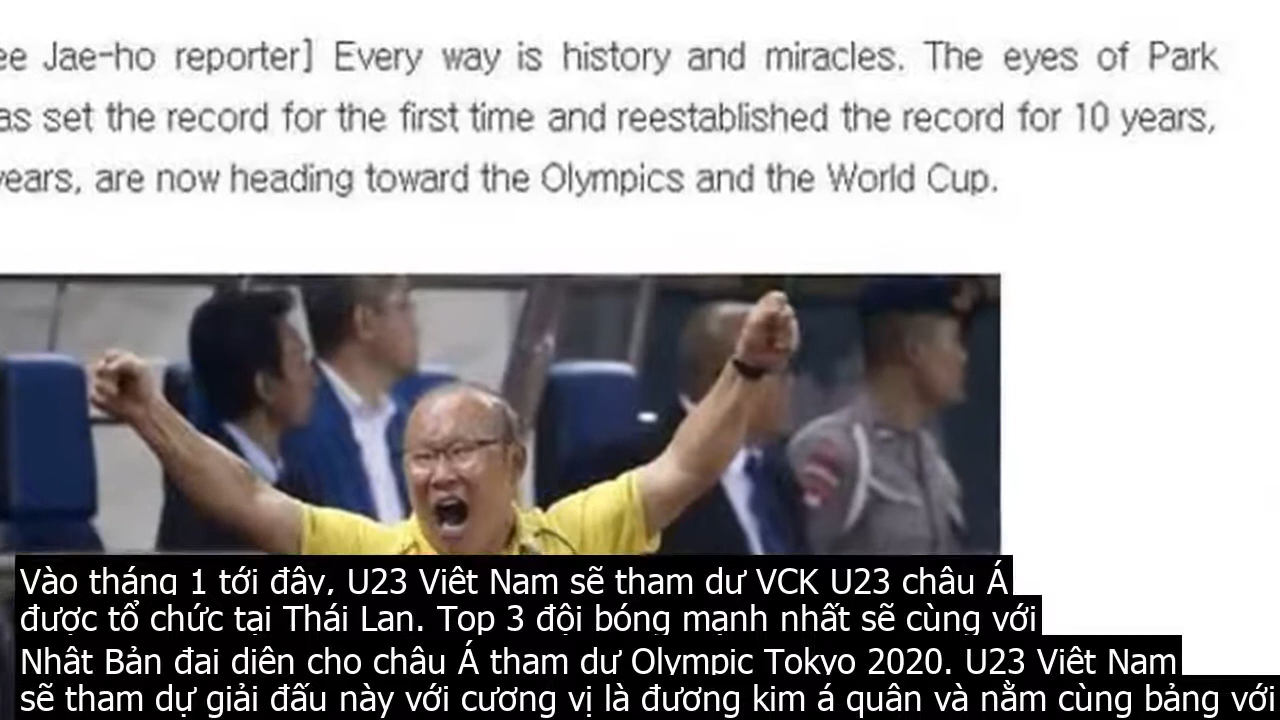 ee Jae-ho reporter] Every way is history and miracles. The eyes of Park
as set the record for the first time and reestablished the record for 10 years,
years, are now heading toward the Olympics and the World Cup.
Vào tháng 1 tới đây, U23 Việt Nam sẽ tham dự VCK U23 châu Á
được tổ chức tại Thái Lan. Top 3 đội bóng mạnh nhất sẽ cùng với
Nhật Bản đại diện cho châu Á tham dự Olympic Tokyo 2020. U23 Việt Nam
sẽ tham dự giải đấu này với cương vị là đương kim á quân và nằm cùng bảng với